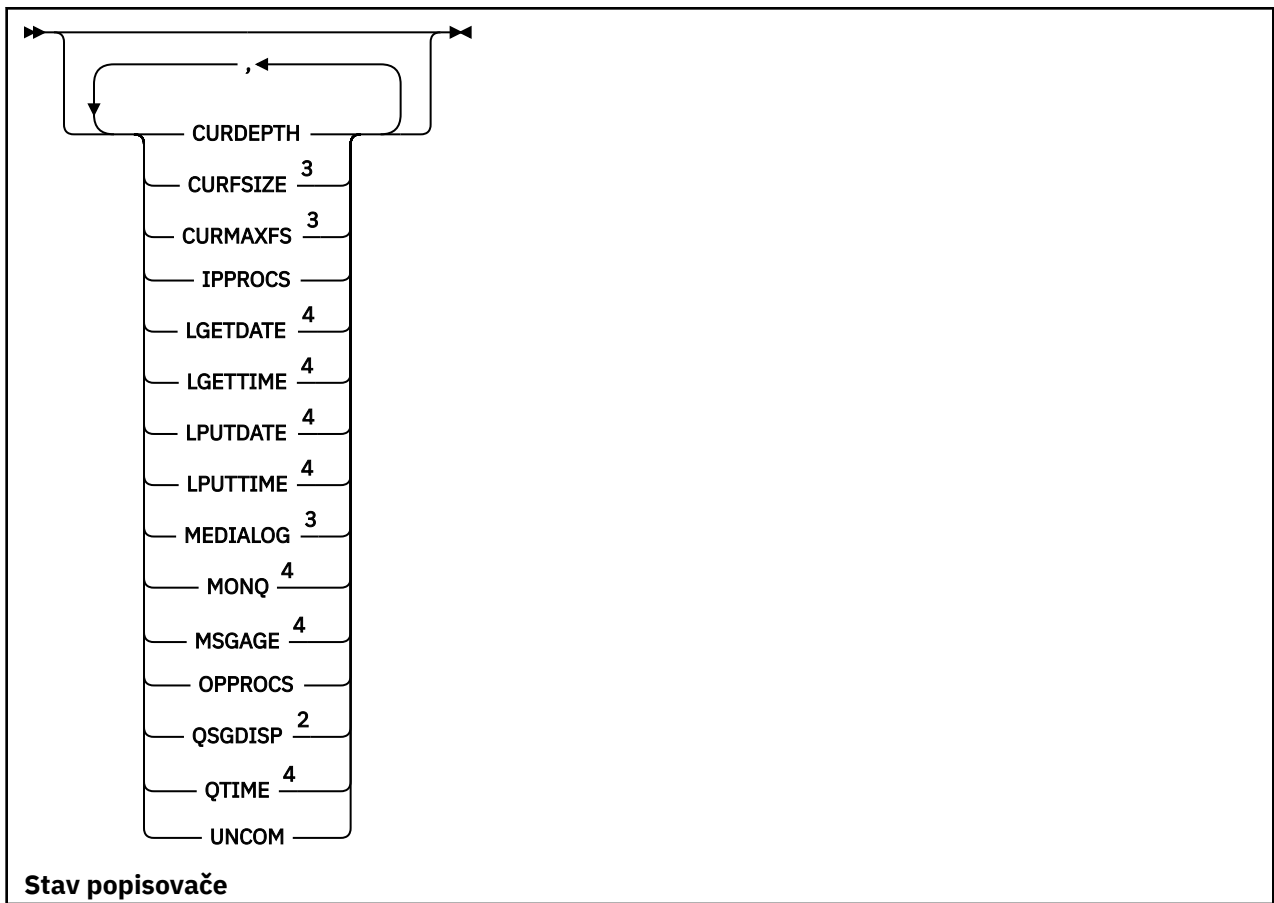 ,
CURDEPTH
CURFSIZE 3
CURMAXFS 3
IPPROCS
LGETDATE 4
LGETTIME 4
LPUTDATE 4
LPUTTIME 4
MEDIALOG 3
MONQ 4
MSGAGE 4
OPPROCS
QSGDISP 2
QTIME 4
UNCOM
Stav popisovače